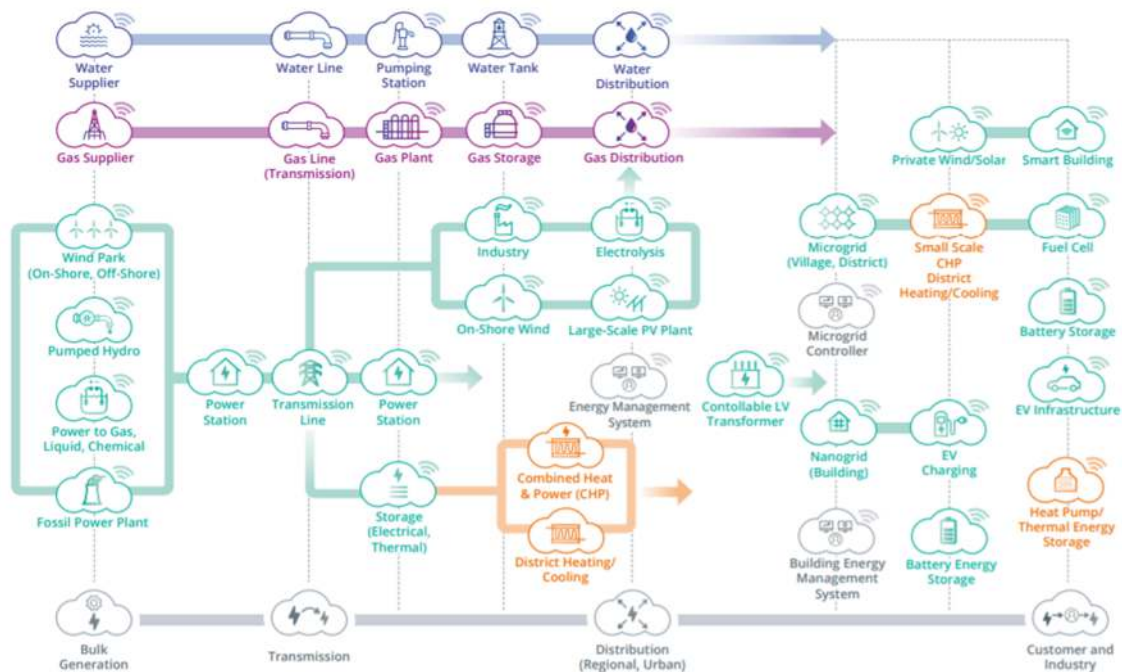 Water
Supplier
Water Line
Pumping
Station
Water Tank
Water
Distribution
Gas Supplier
Gas Line
(Transmission)
Gas Plant
Gas Storage
Gas Distribution
Private Wind/Solar
Smart Building
Wind Park
(On-Shore, Off-Shore)
Industry
Electrolysis
Microgrid
(Village, District)
Small Scale
CHP
District
Heating/Cooling
Fuel Cell
Pumped Hydro
On-Shore Wind
Large-Scale PV Plant
Microgrid
Controller
Battery Storage
Power to Gas,
Liquid, Chemical
Power
Station
Transmission
Line
Power
Station
Energy Management
System
Controllable LV
Transformer
EV Infrastructure
Fossil Power Plant
Storage
(Electrical,
Thermal)
Combined Heat
& Power (CHP)
Nanogrid
(Building)
EV
Charging
District Heating/
Cooling
Heat Pump/
Thermal Energy
Storage
Building Energy
Management
System
Battery Energy
Storage
Bulk
Generation
Transmission
Distribution
(Regional, Urban)
Customer and
Industry